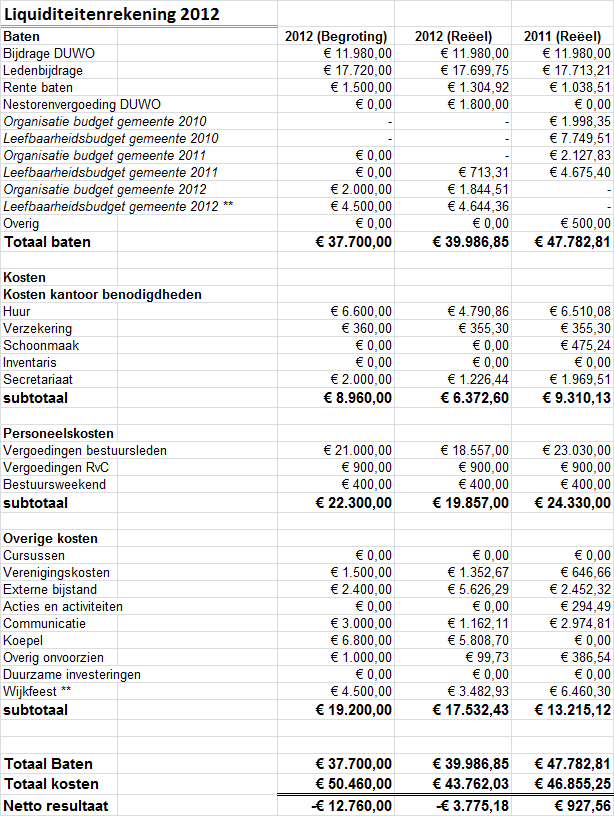 Liquiditeitenrekening 2012
Baten 2012 (Begroting) 2012 (Reëel) 2011 (Reëel)
Bijdrage DUWO € 11.980,00 € 11.980,00 € 11.980,00
Ledenbijdrage € 17.720,00 € 17.699,75 € 17.713,21
Rente baten € 1.500,00 € 1.304,92 € 1.038,51
Nestorenvergoeding DUWO € 0,00 € 1.800,00 € 0,00
Organisatie budget gemeente 2010 - - € 1.998,35
Leefbaarheidsbudget gemeente 2010 - - € 7.749,51
Organisatie budget gemeente 2011 € 0,00 - € 2.127,83
Leefbaarheidsbudget gemeente 2011 € 0,00 € 713,31 € 4.675,40
Organisatie budget gemeente 2012 € 2.000,00 € 1.844,51 -
Leefbaarheidsbudget gemeente 2012 ** € 4.500,00 € 4.644,36 -
Overig € 0,00 € 0,00 € 500,00
Totaal baten € 37.700,00 € 39.986,85 € 47.782,81
Kosten
Kosten kantoor benodigdheden
Huur € 6.600,00 € 4.790,86 € 6.510,08
Verzekering € 360,00 € 355,30 € 355,30
Schoonmaak € 0,00 € 0,00 € 475,24
Inventaris € 0,00 € 0,00 € 0,00
Secretariaat € 2.000,00 € 1.226,44 € 1.969,51
subtotaal € 8.960,00 € 6.372,60 € 9.310,13
Personeelskosten
Vergoedingen bestuursleden € 21.000,00 € 18.557,00 € 23.030,00
Vergoedingen RvC € 900,00 € 900,00 € 900,00
Bestuursweekend € 400,00 € 400,00 € 400,00
subtotaal € 22.300,00 € 19.857,00 € 24.330,00
Overige kosten
Cursussen € 0,00 € 0,00 € 0,00
Verenigingskosten € 1.500,00 € 1.352,67 € 646,66
Externe bijstand € 2.400,00 € 5.626,29 € 2.452,32
Acties en activiteiten € 0,00 € 0,00 € 294,49
Communicatie € 3.000,00 € 1.162,11 € 2.974,81
Koepel € 6.800,00 € 5.808,70 € 0,00
Overig onvoorzien € 1.000,00 € 99,73 € 386,54
Duurzame investeringen € 0,00 € 0,00 € 0,00
Wijkfeest ** € 4.500,00 € 3.482,93 € 6.460,30
subtotaal € 19.200,00 € 17.532,43 € 13.215,12
Totaal Baten € 37.700,00 € 39.986,85 € 47.782,81
Totaal kosten € 50.460,00 € 43.762,03 € 46.855,25
Netto resultaat -€ 12.760,00 -€ 3.775,18 € 927,56